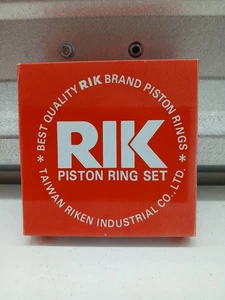 * BEST QUALITY RIK BRAND PISTON RINGS *
RIK
PISTON RING SET
TAIWAN RIKEN INDUSTRIAL CO., LTD.